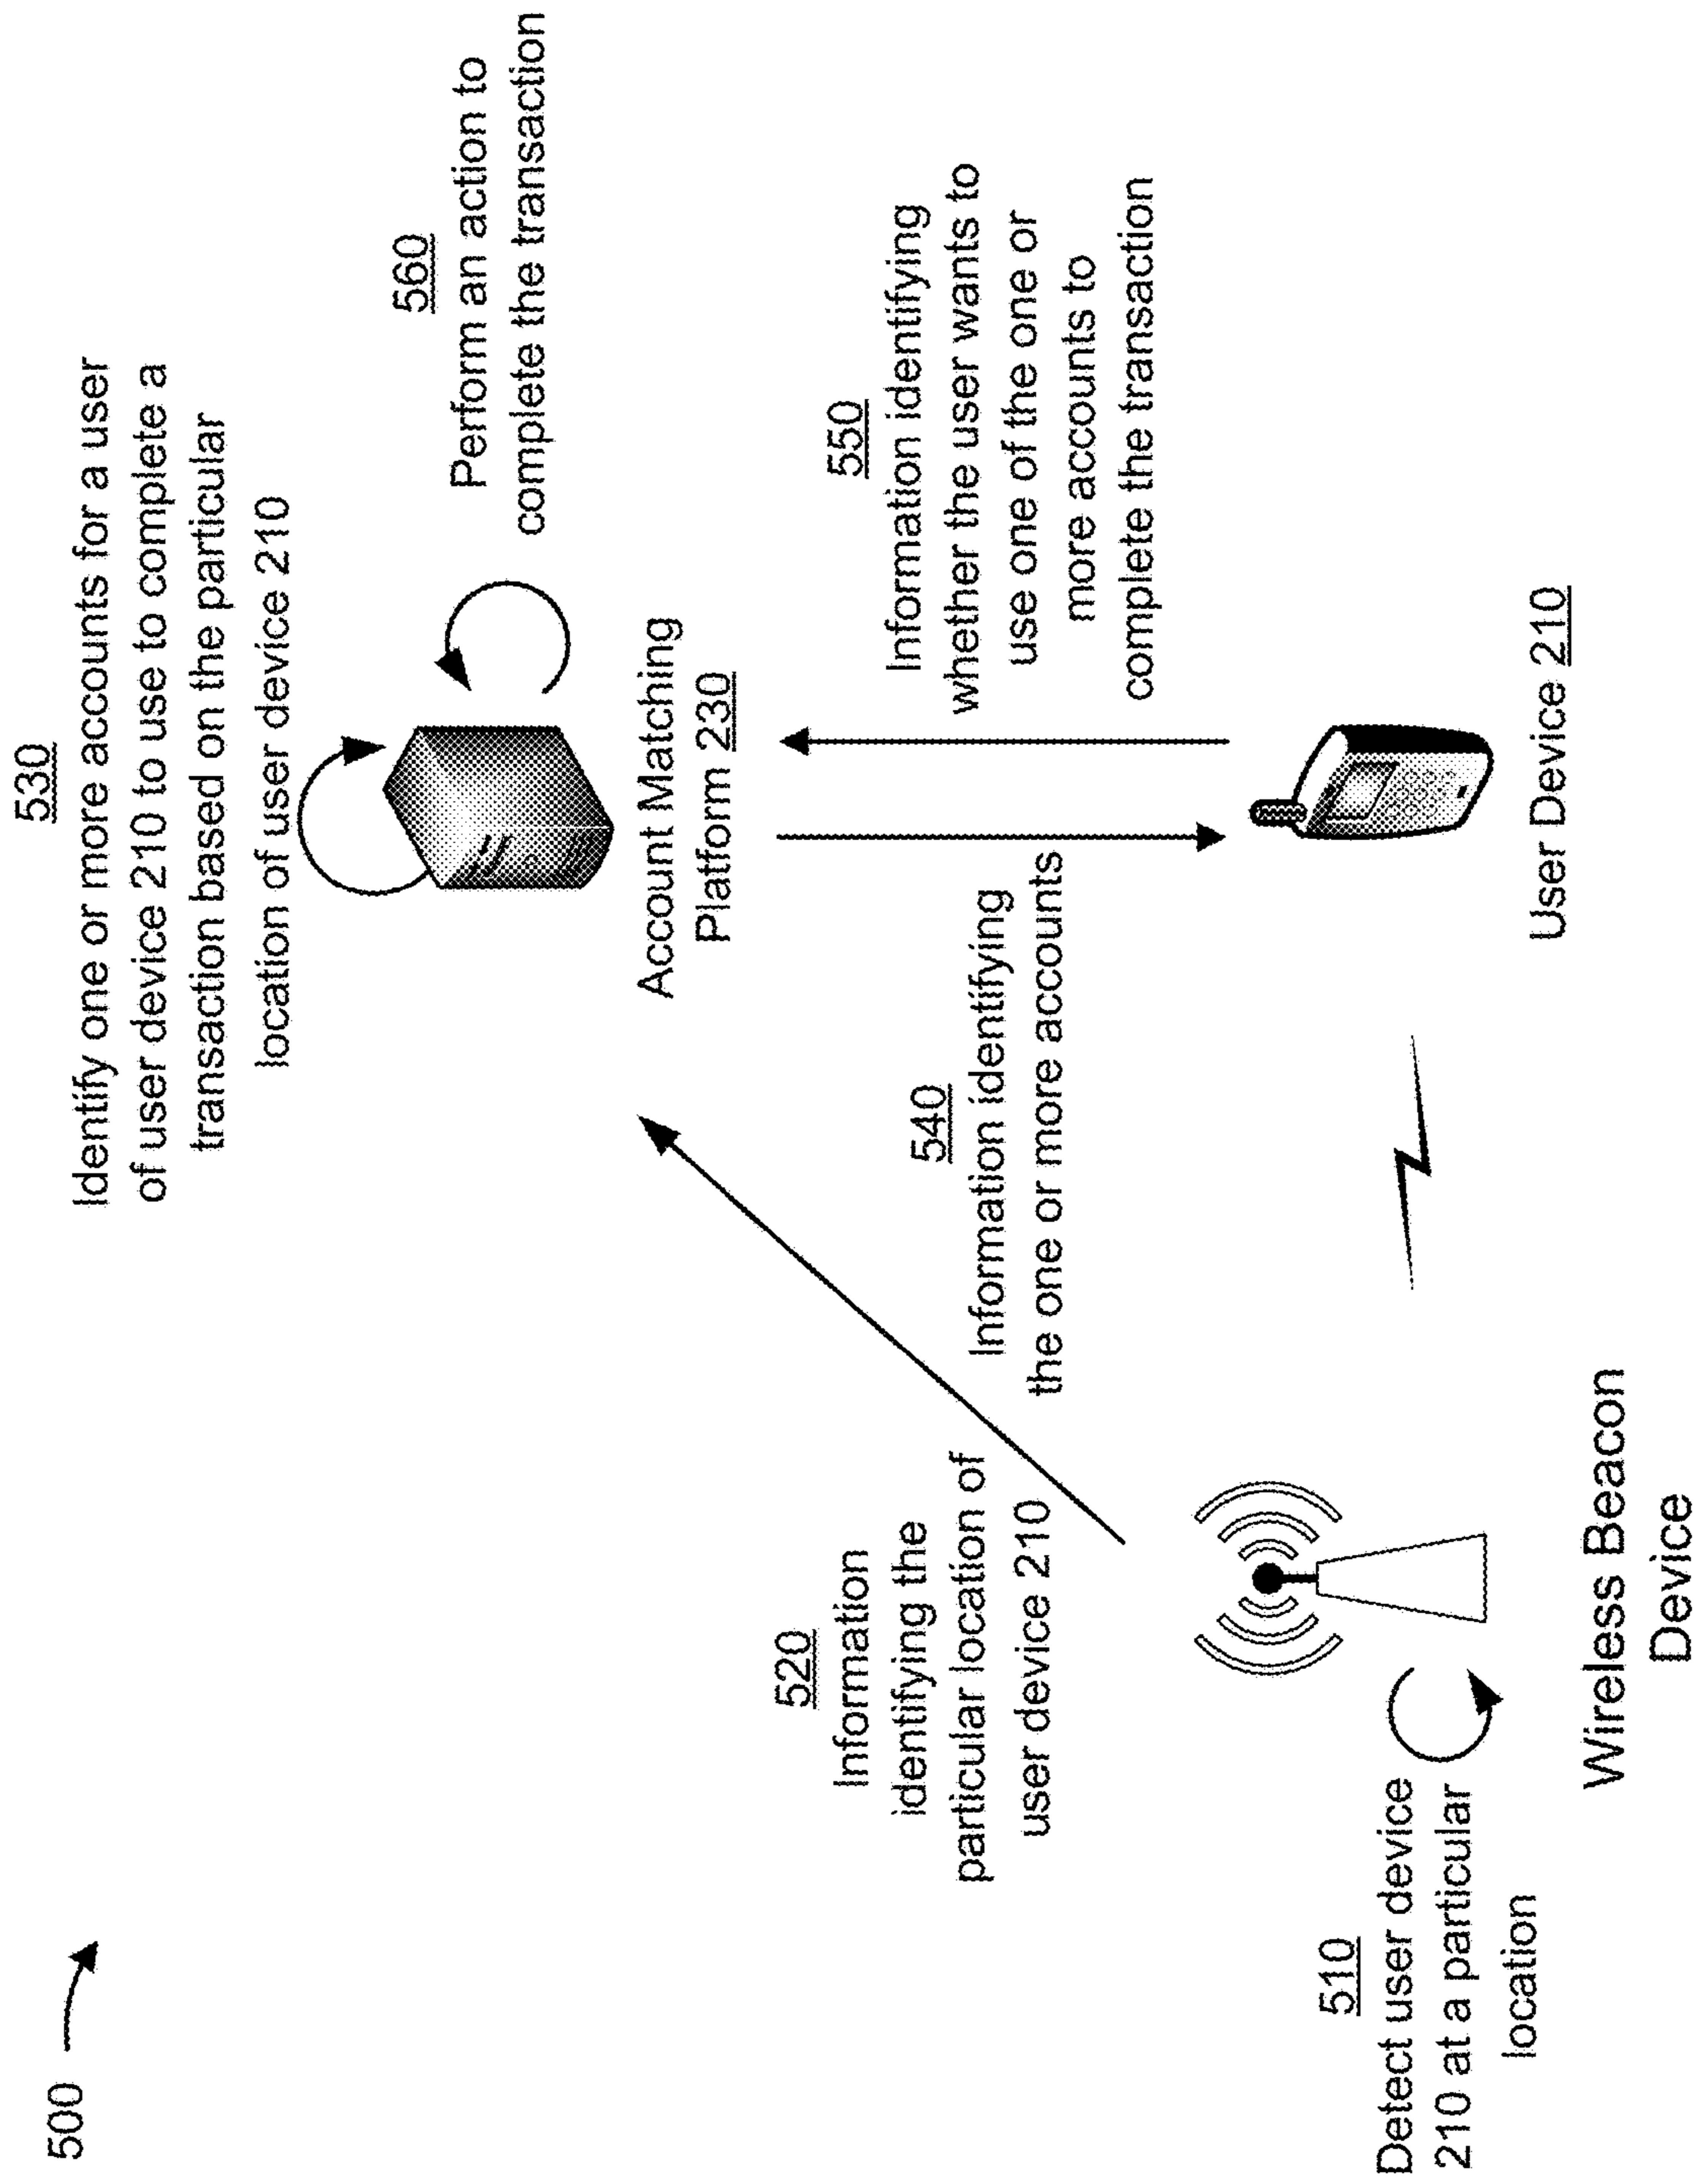 500
530
Identify one or more accounts for a user
of user device 210 to use to complete a
transaction based on the particular
location of user device 210
560
Perform an action to
complete the transaction
Account Matching
Platform 230
520
Information
identifying the
particular location of
user device 210
540
Information identifying
the one or more accounts
550
Information identifying
whether the user wants to
use one of the one or
more accounts to
complete the transaction
510
Detect user device
210 at a particular
location
Wireless Beacon
Device
User Device 210